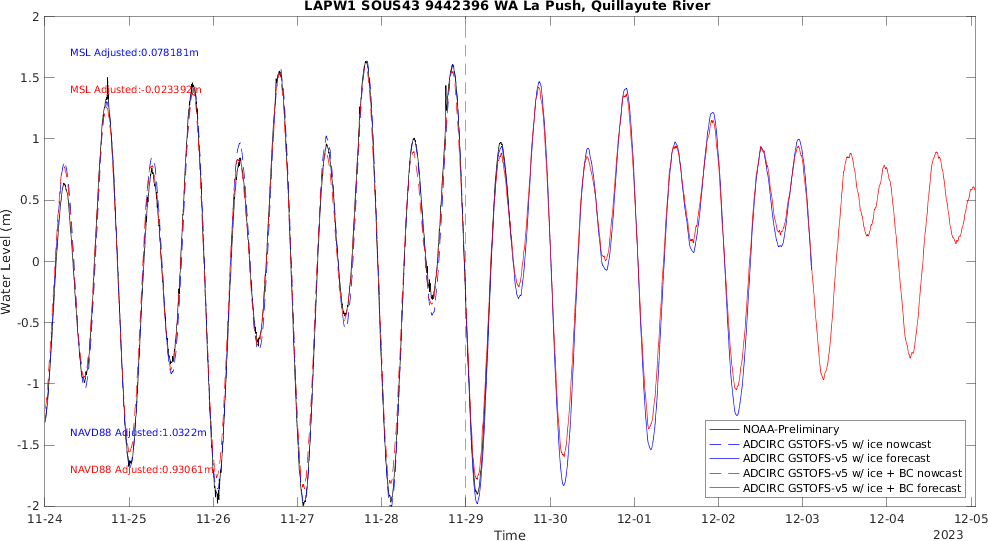 LAPW1 SOUS43 9442396 WA La Push, Quillayute River
MSL Adjusted:0.078181m
MSL Adjusted:-0.023392m
NAVD88 Adjusted:1.0322m
NAVD88 Adjusted:0.93061m
Water Level (m)
2
1.5
1
0.5
0
-0.5
-1
-1.5
-2
NOAA-Preliminary
ADCIRC GSTOFS-v5 w/ ice nowcast
ADCIRC GSTOFS-v5 w/ ice forecast
ADCIRC GSTOFS-v5 w/ ice + BC nowcast
ADCIRC GSTOFS-v5 w/ ice + BC forecast
11-24 11-25 11-26 11-27 11-28 11-29 11-30 12-01 12-02 12-03 12-04 12-05
Time
2023